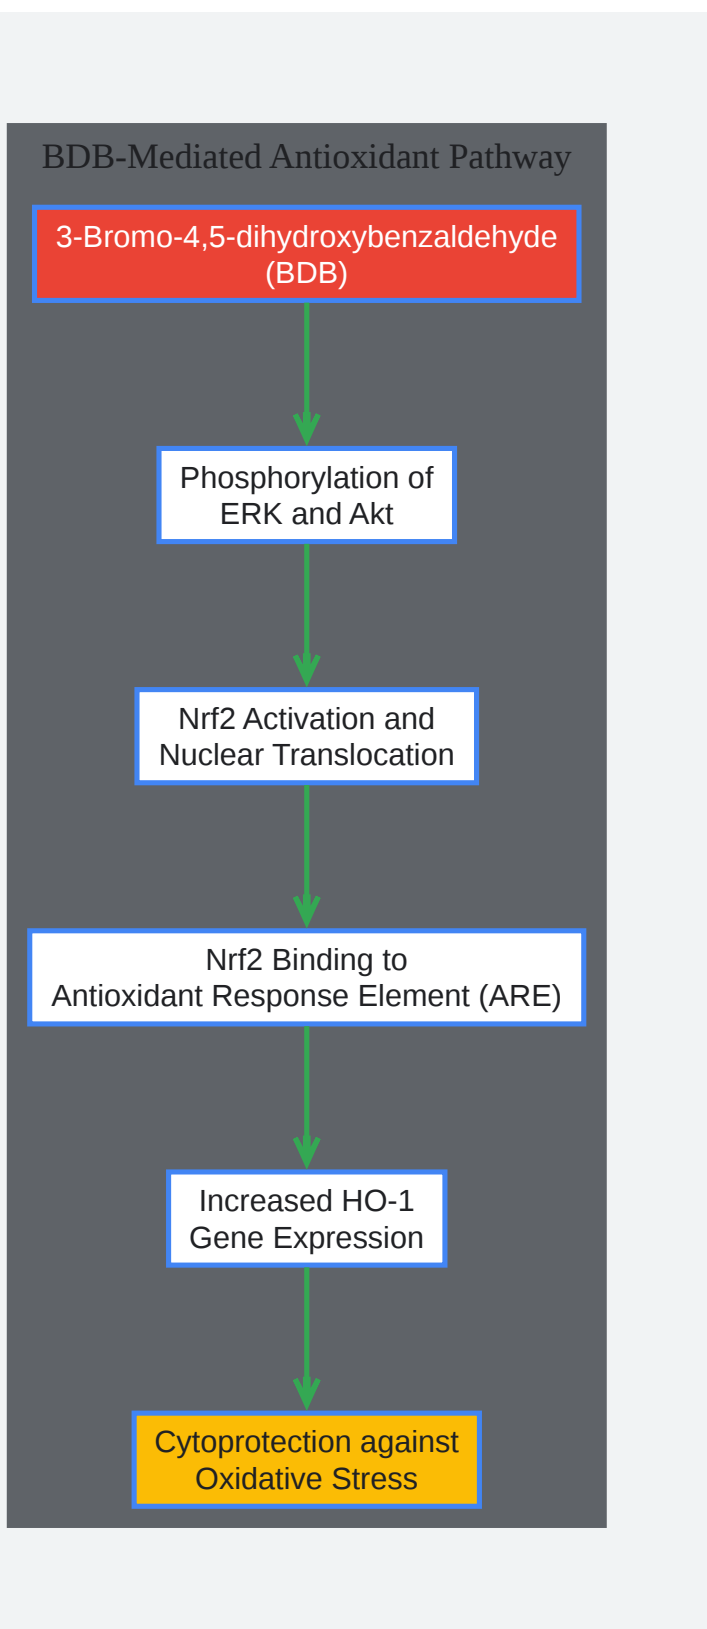 BDB-Mediated Antioxidant Pathway
3-Bromo-4,5-dihydroxybenzaldehyde
(BDB)
Phosphorylation of
ERK and Akt
Nrf2 Activation and
Nuclear Translocation
Nrf2 Binding to
Antioxidant Response Element (ARE)
Increased HO-1
Gene Expression
Cytoprotection against
Oxidative Stress